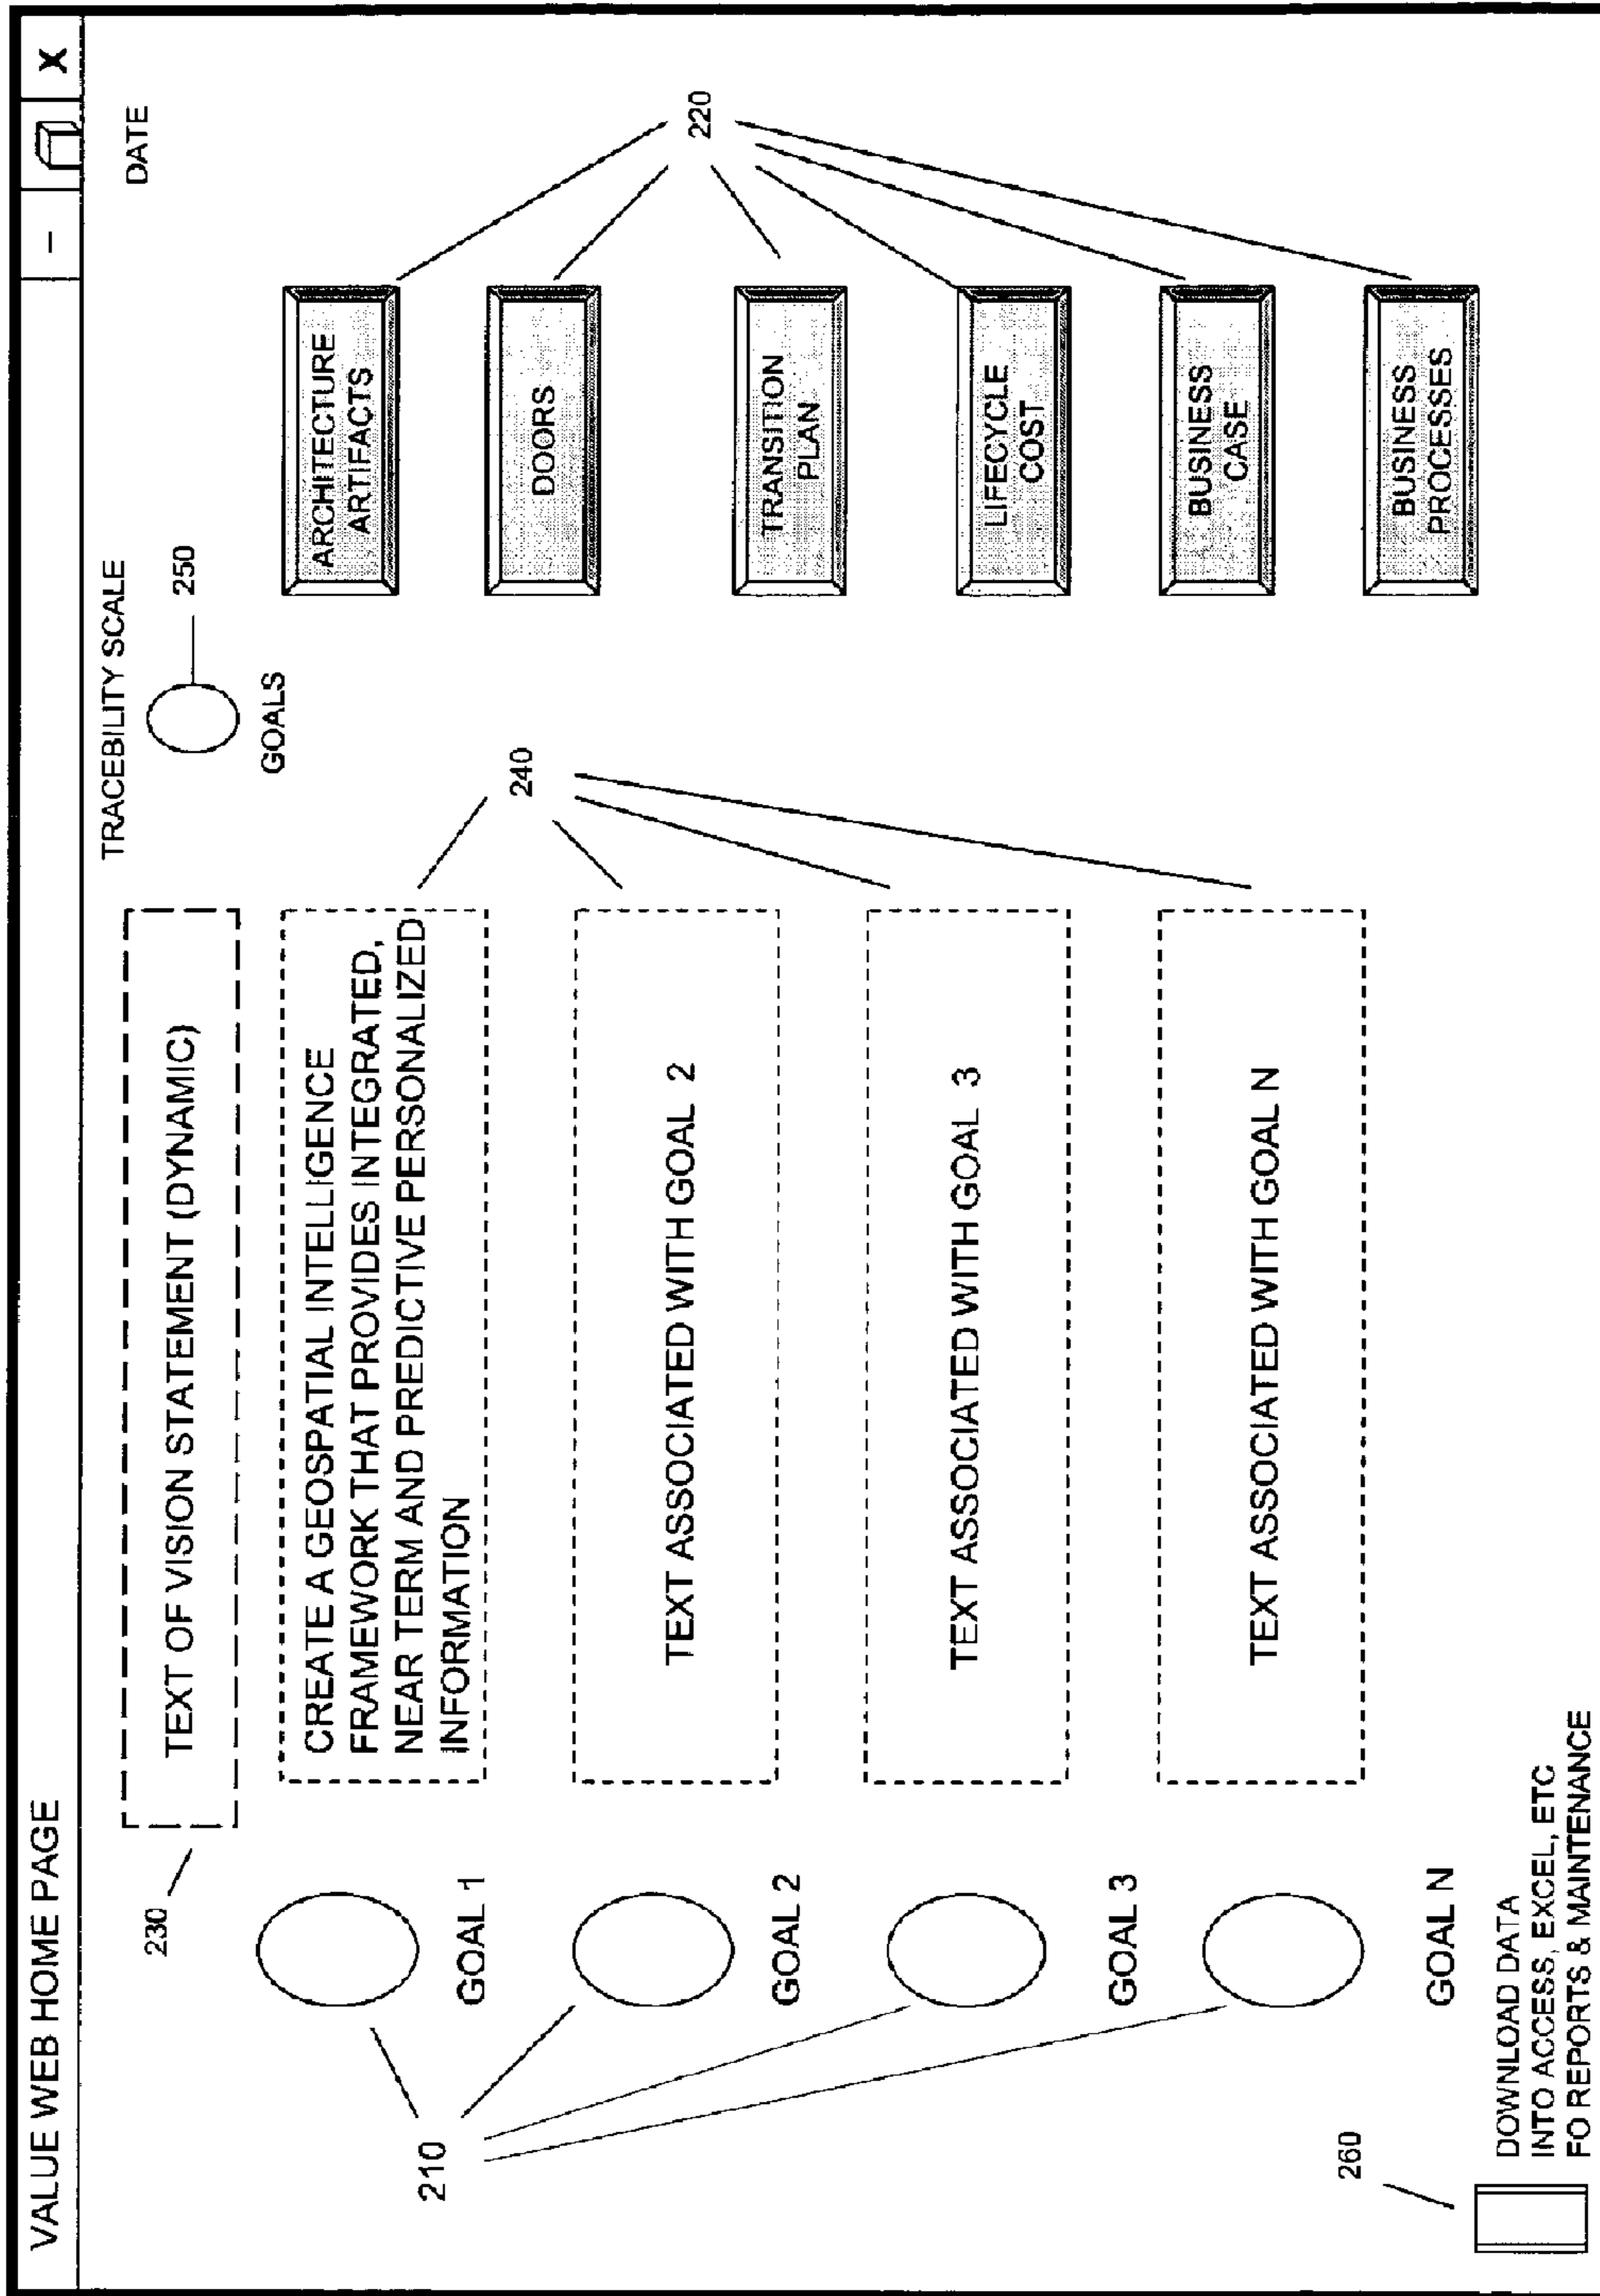 VALUE WEB HOME PAGE
– X
DATE
TRACEBILITY SCALE
250
GOALS
230
TEXT OF VISION STATEMENT (DYNAMIC)
210
GOAL 1
GOAL 2
GOAL 3
GOAL N
CREATE A GEOSPATIAL INTELLIGENCE
FRAMEWORK THAT PROVIDES INTEGRATED,
NEAR TERM AND PREDICTIVE PERSONALIZED
INFORMATION
TEXT ASSOCIATED WITH GOAL 2
TEXT ASSOCIATED WITH GOAL 3
TEXT ASSOCIATED WITH GOAL N
240
ARCHITECTURE
ARTIFACTS
DOORS
TRANSITION
PLAN
LIFECYCLE
COST
BUSINESS
CASE
BUSINESS
PROCESSES
220
260
DOWNLOAD DATA
INTO ACCESS, EXCEL, ETC
FO REPORTS & MAINTENANCE